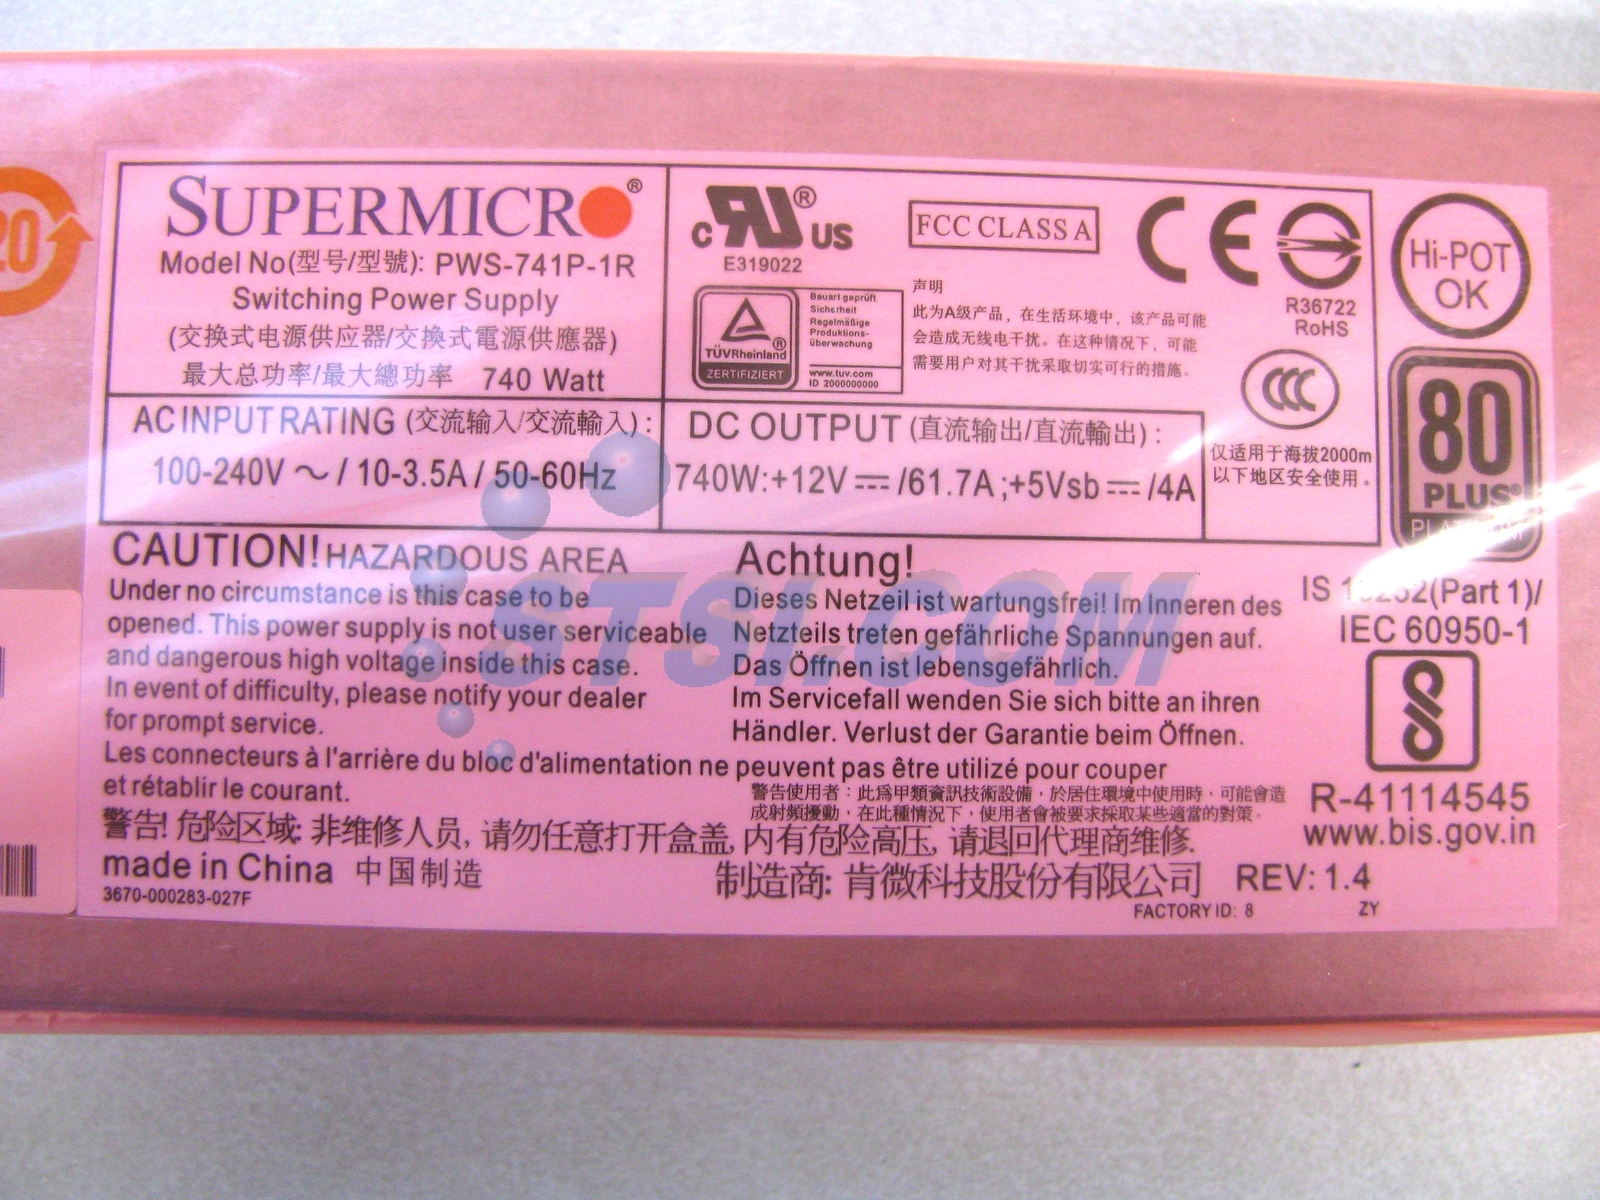 20
SUPERMICRO®
Model No(型号/型號): PWS-741P-1R
Switching Power Supply
(交换式电源供应器/交換式電源供應器)
最大总功率/最大總功率 740 Watt
AC INPUT RATING (交流输入/交流輸入):
100-240V ～ / 10-3.5A / 50-60Hz
c RU ® US
E319022
FCC CLASS A
CE
R36722
RoHS
TÜVRheinland ®
ZERTIFIZIERT
Bauart geprüft
Sicherheit
Regelmäßige
Produktions-
überwachung
www.tuv.com
ID 2000000000
声明
此为A级产品，在生活环境中，该产品可能
会造成无线电干扰。在这种情况下，可能
需要用户对其干扰采取切实可行的措施。
CCC
仅适用于海拔2000m
以下地区安全使用。
DC OUTPUT (直流输出/直流輸出):
740W:+12V ⎓ /61.7A ;+5Vsb ⎓ /4A
Hi-POT
OK
80
PLUS®
PLATINUM
CAUTION! HAZARDOUS AREA
Under no circumstance is this case to be
opened. This power supply is not user serviceable
and dangerous high voltage inside this case.
In event of difficulty, please notify your dealer
for prompt service.
Achtung!
Dieses Netzeil ist wartungsfrei! Im Inneren des
Netzteils treten gefährliche Spannungen auf.
Das Öffnen ist lebensgefährlich.
Im Servicefall wenden Sie sich bitte an ihren
Händler. Verlust der Garantie beim Öffnen.
Les connecteurs à l'arrière du bloc d'alimentation ne peuvent pas être utilizé pour couper
et rétablir le courant.
警告使用者：此爲甲類資訊技術設備，於居住環境中使用時，可能會造
成射頻擾動，在此種情況下，使用者會被要求採取某些適當的對策。
警告! 危险区域: 非维修人员, 请勿任意打开盒盖, 内有危险高压, 请退回代理商维修.
made in China 中国制造
3670-000283-027F
制造商: 肯微科技股份有限公司 REV: 1.4
FACTORY ID: 8 ZY
IS 13252(Part 1)/
IEC 60950-1
R-41114545
www.bis.gov.in
STSI.COM